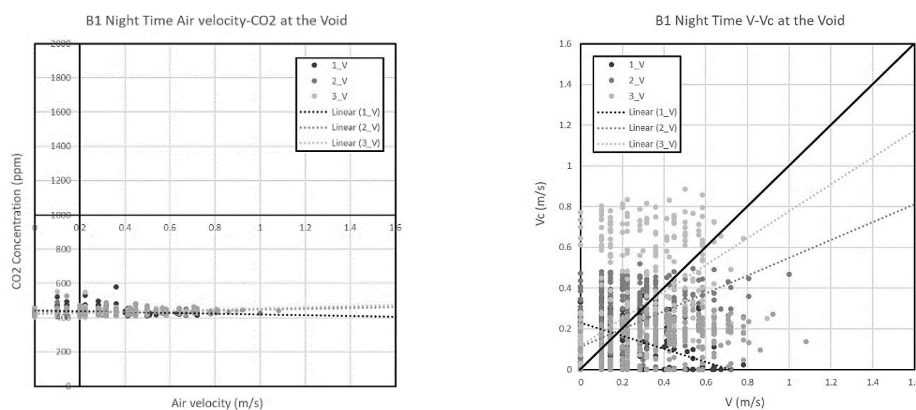 B1 Night Time Air velocity-CO2 at the Void
CO2 Concentration (ppm)
2000
1800
1600
1400
1200
1000
800
600
400
200
0
0 0.2 0.4 0.6 0.8 1 1.2 1.4 1.6
Air velocity (m/s)
1_V
2_V
3_V
Linear (1_V)
Linear (2_V)
Linear (3_V)
B1 Night Time V-Vc at the Void
Vc (m/s)
1.6
1.4
1.2
1
0.8
0.6
0.4
0.2
0
0 0.2 0.4 0.6 0.8 1 1.2 1.4
V (m/s)
1_V
2_V
3_V
Linear (1_V)
Linear (2_V)
Linear (3_V)